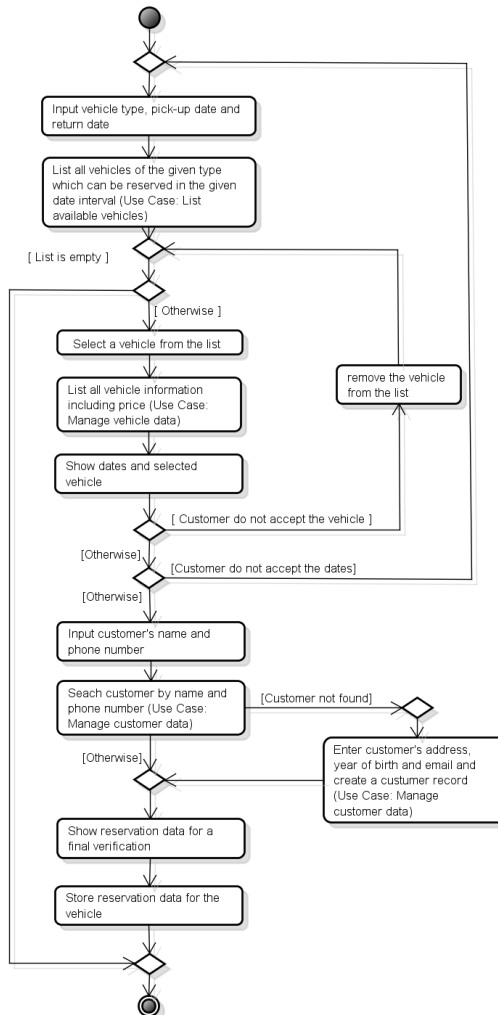 Input vehicle type, pick-up date and
return date
List all vehicles of the given type
which can be reserved in the given
date interval (Use Case: List
available vehicles)
[ List is empty ]
[ Otherwise ]
Select a vehicle from the list
List all vehicle information
including price (Use Case:
Manage vehicle data)
remove the vehicle
from the list
Show dates and selected
vehicle
[ Customer do not accept the vehicle ]
[Otherwise]
[Customer do not accept the dates]
[Otherwise]
Input customer's name and
phone number
Seach customer by name and
phone number (Use Case:
Manage customer data)
[Customer not found]
[Otherwise]
Enter customer's address,
year of birth and email and
create a custumer record
(Use Case: Manage
customer data)
Show reservation data for a
final verification
Store reservation data for the
vehicle